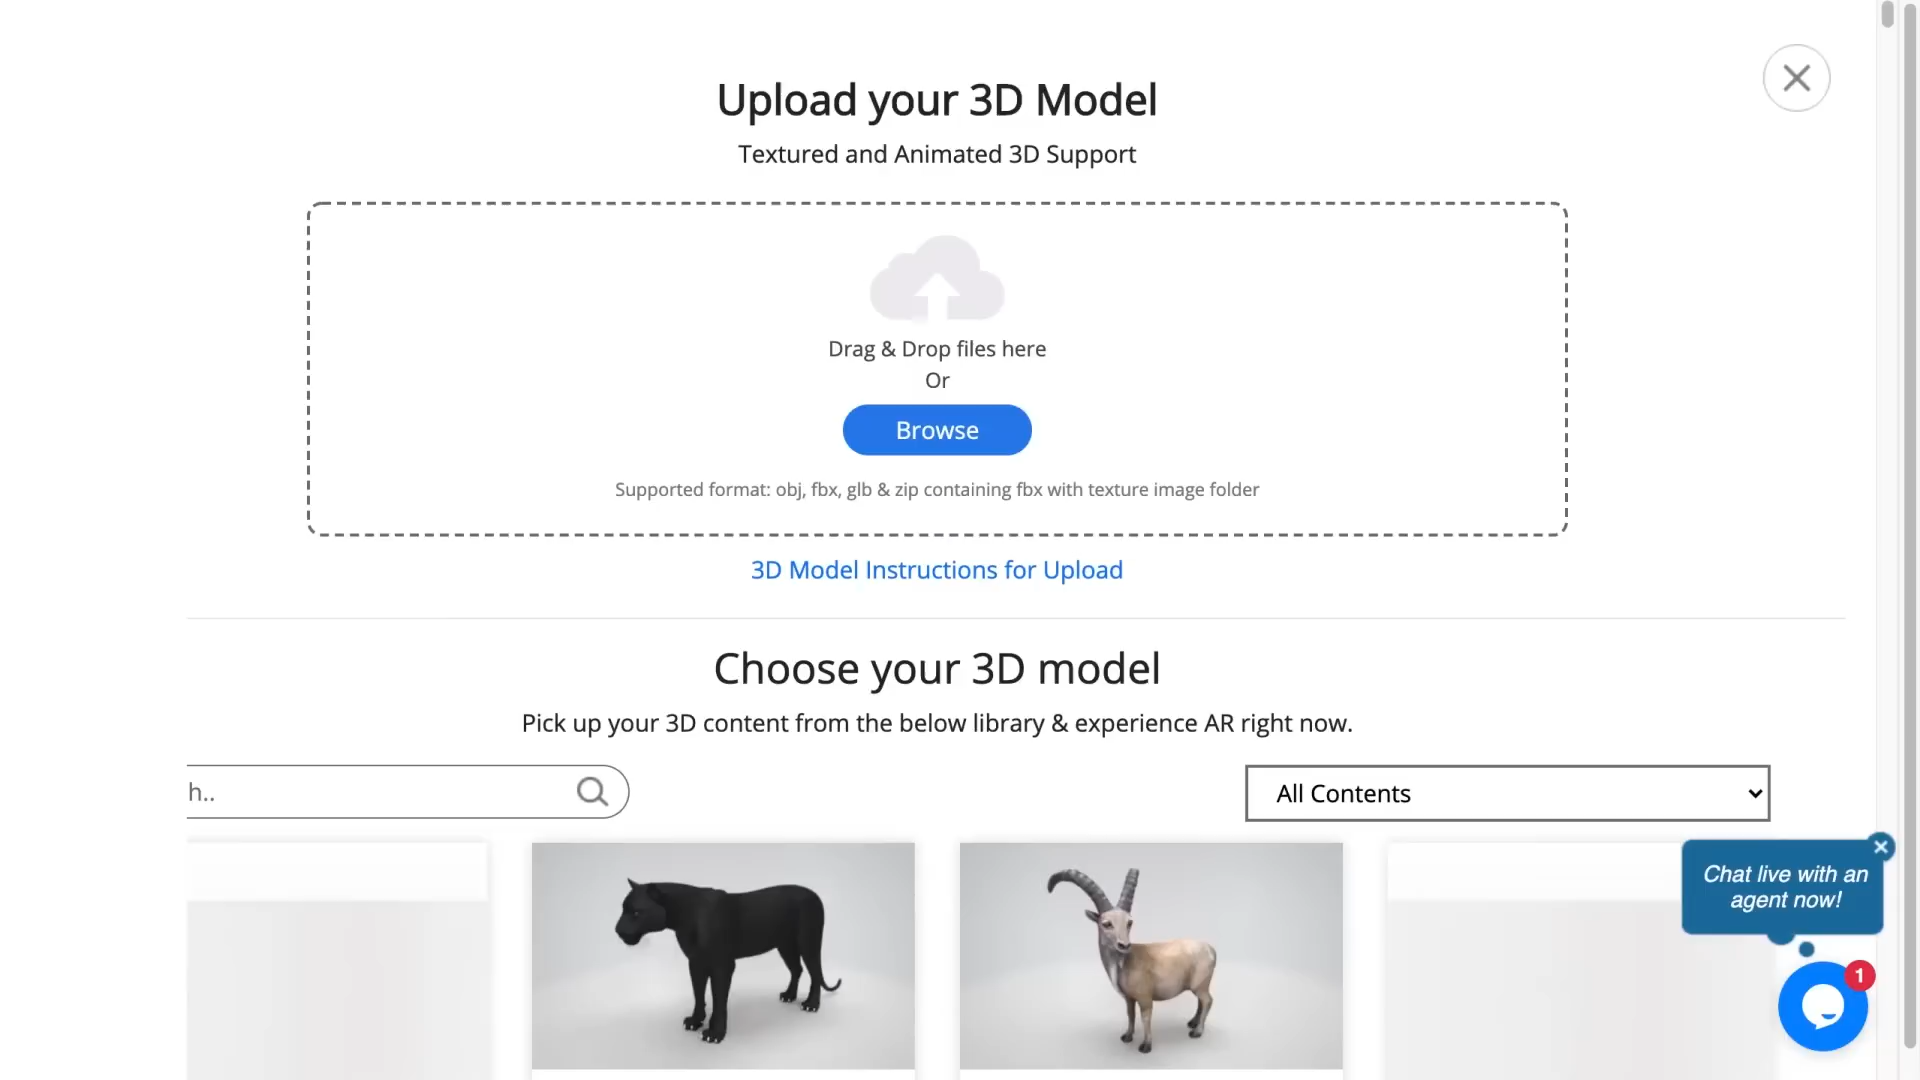 Upload your 3D Model
Textured and Animated 3D Support
Drag & Drop files here
Or
Browse
Supported format: obj, fbx, glb & zip containing fbx with texture image folder
3D Model Instructions for Upload
Choose your 3D model
Pick up your 3D content from the below library & experience AR right now.
h..
All Contents
Chat live with an
agent now!
1